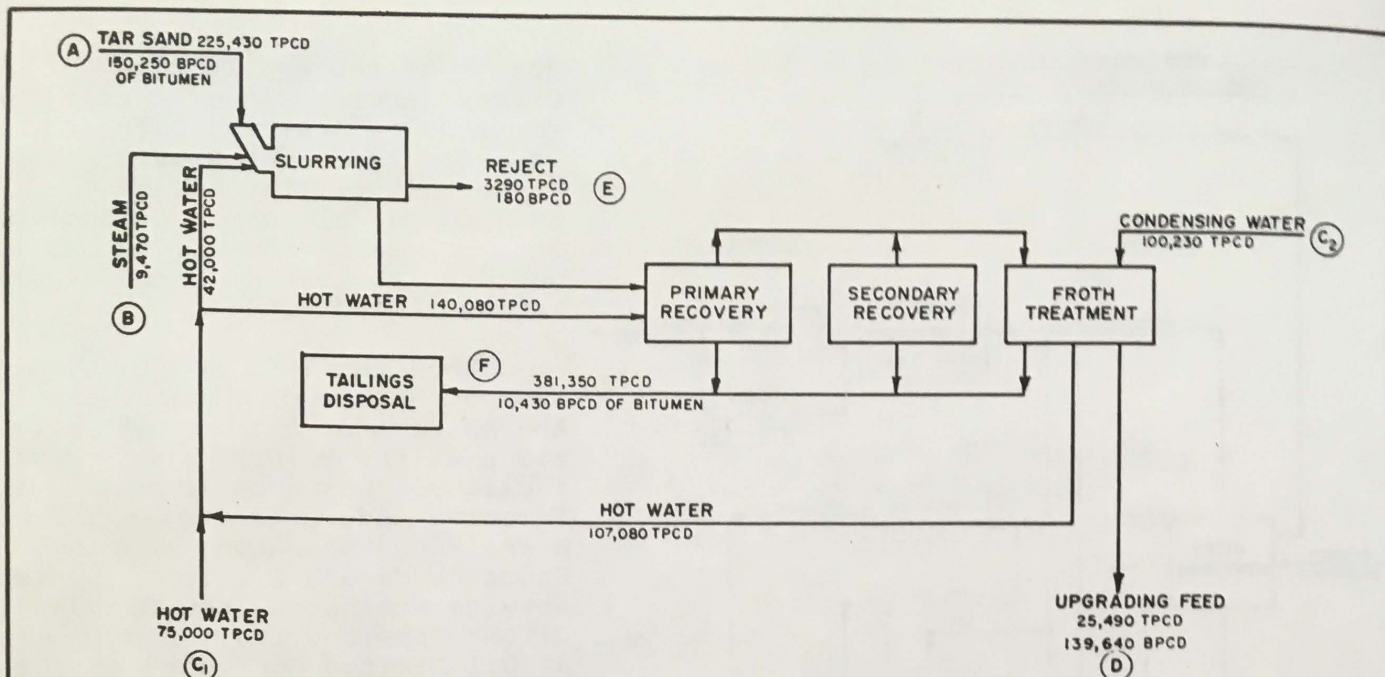 A
TAR SAND 225,430 TPCD
150,250 BPCD
OF BITUMEN
SLURRYING
REJECT
3290 TPCD
180 BPCD
E
STEAM
9,470 TPCD
B
HOT WATER
42,000 TPCD
CONDENSING WATER
100,230 TPCD
C2
HOT WATER 140,080 TPCD
PRIMARY
RECOVERY
SECONDARY
RECOVERY
FROTH
TREATMENT
TAILINGS
DISPOSAL
F
381,350 TPCD
10,430 BPCD OF BITUMEN
HOT WATER
107,080 TPCD
HOT WATER
75,000 TPCD
C1
UPGRADING FEED
25,490 TPCD
139,640 BPCD
D